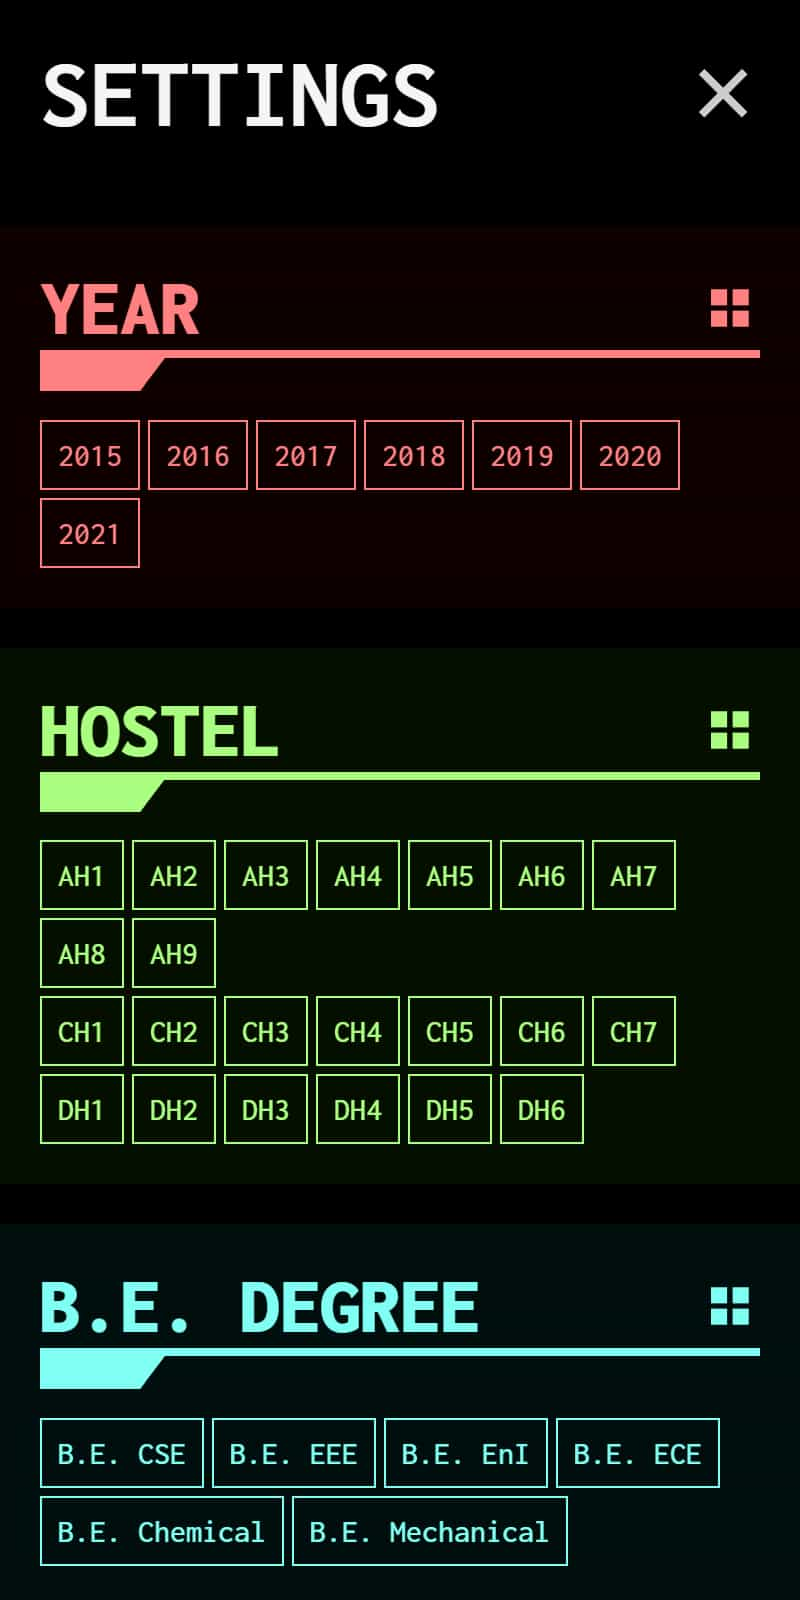 SETTINGS
YEAR
2015 2016 2017 2018 2019 2020
2021
HOSTEL
AH1 AH2 AH3 AH4 AH5 AH6 AH7
AH8 AH9
CH1 CH2 CH3 CH4 CH5 CH6 CH7
DH1 DH2 DH3 DH4 DH5 DH6
B.E. DEGREE
B.E. CSE B.E. EEE B.E. EnI B.E. ECE
B.E. Chemical B.E. Mechanical